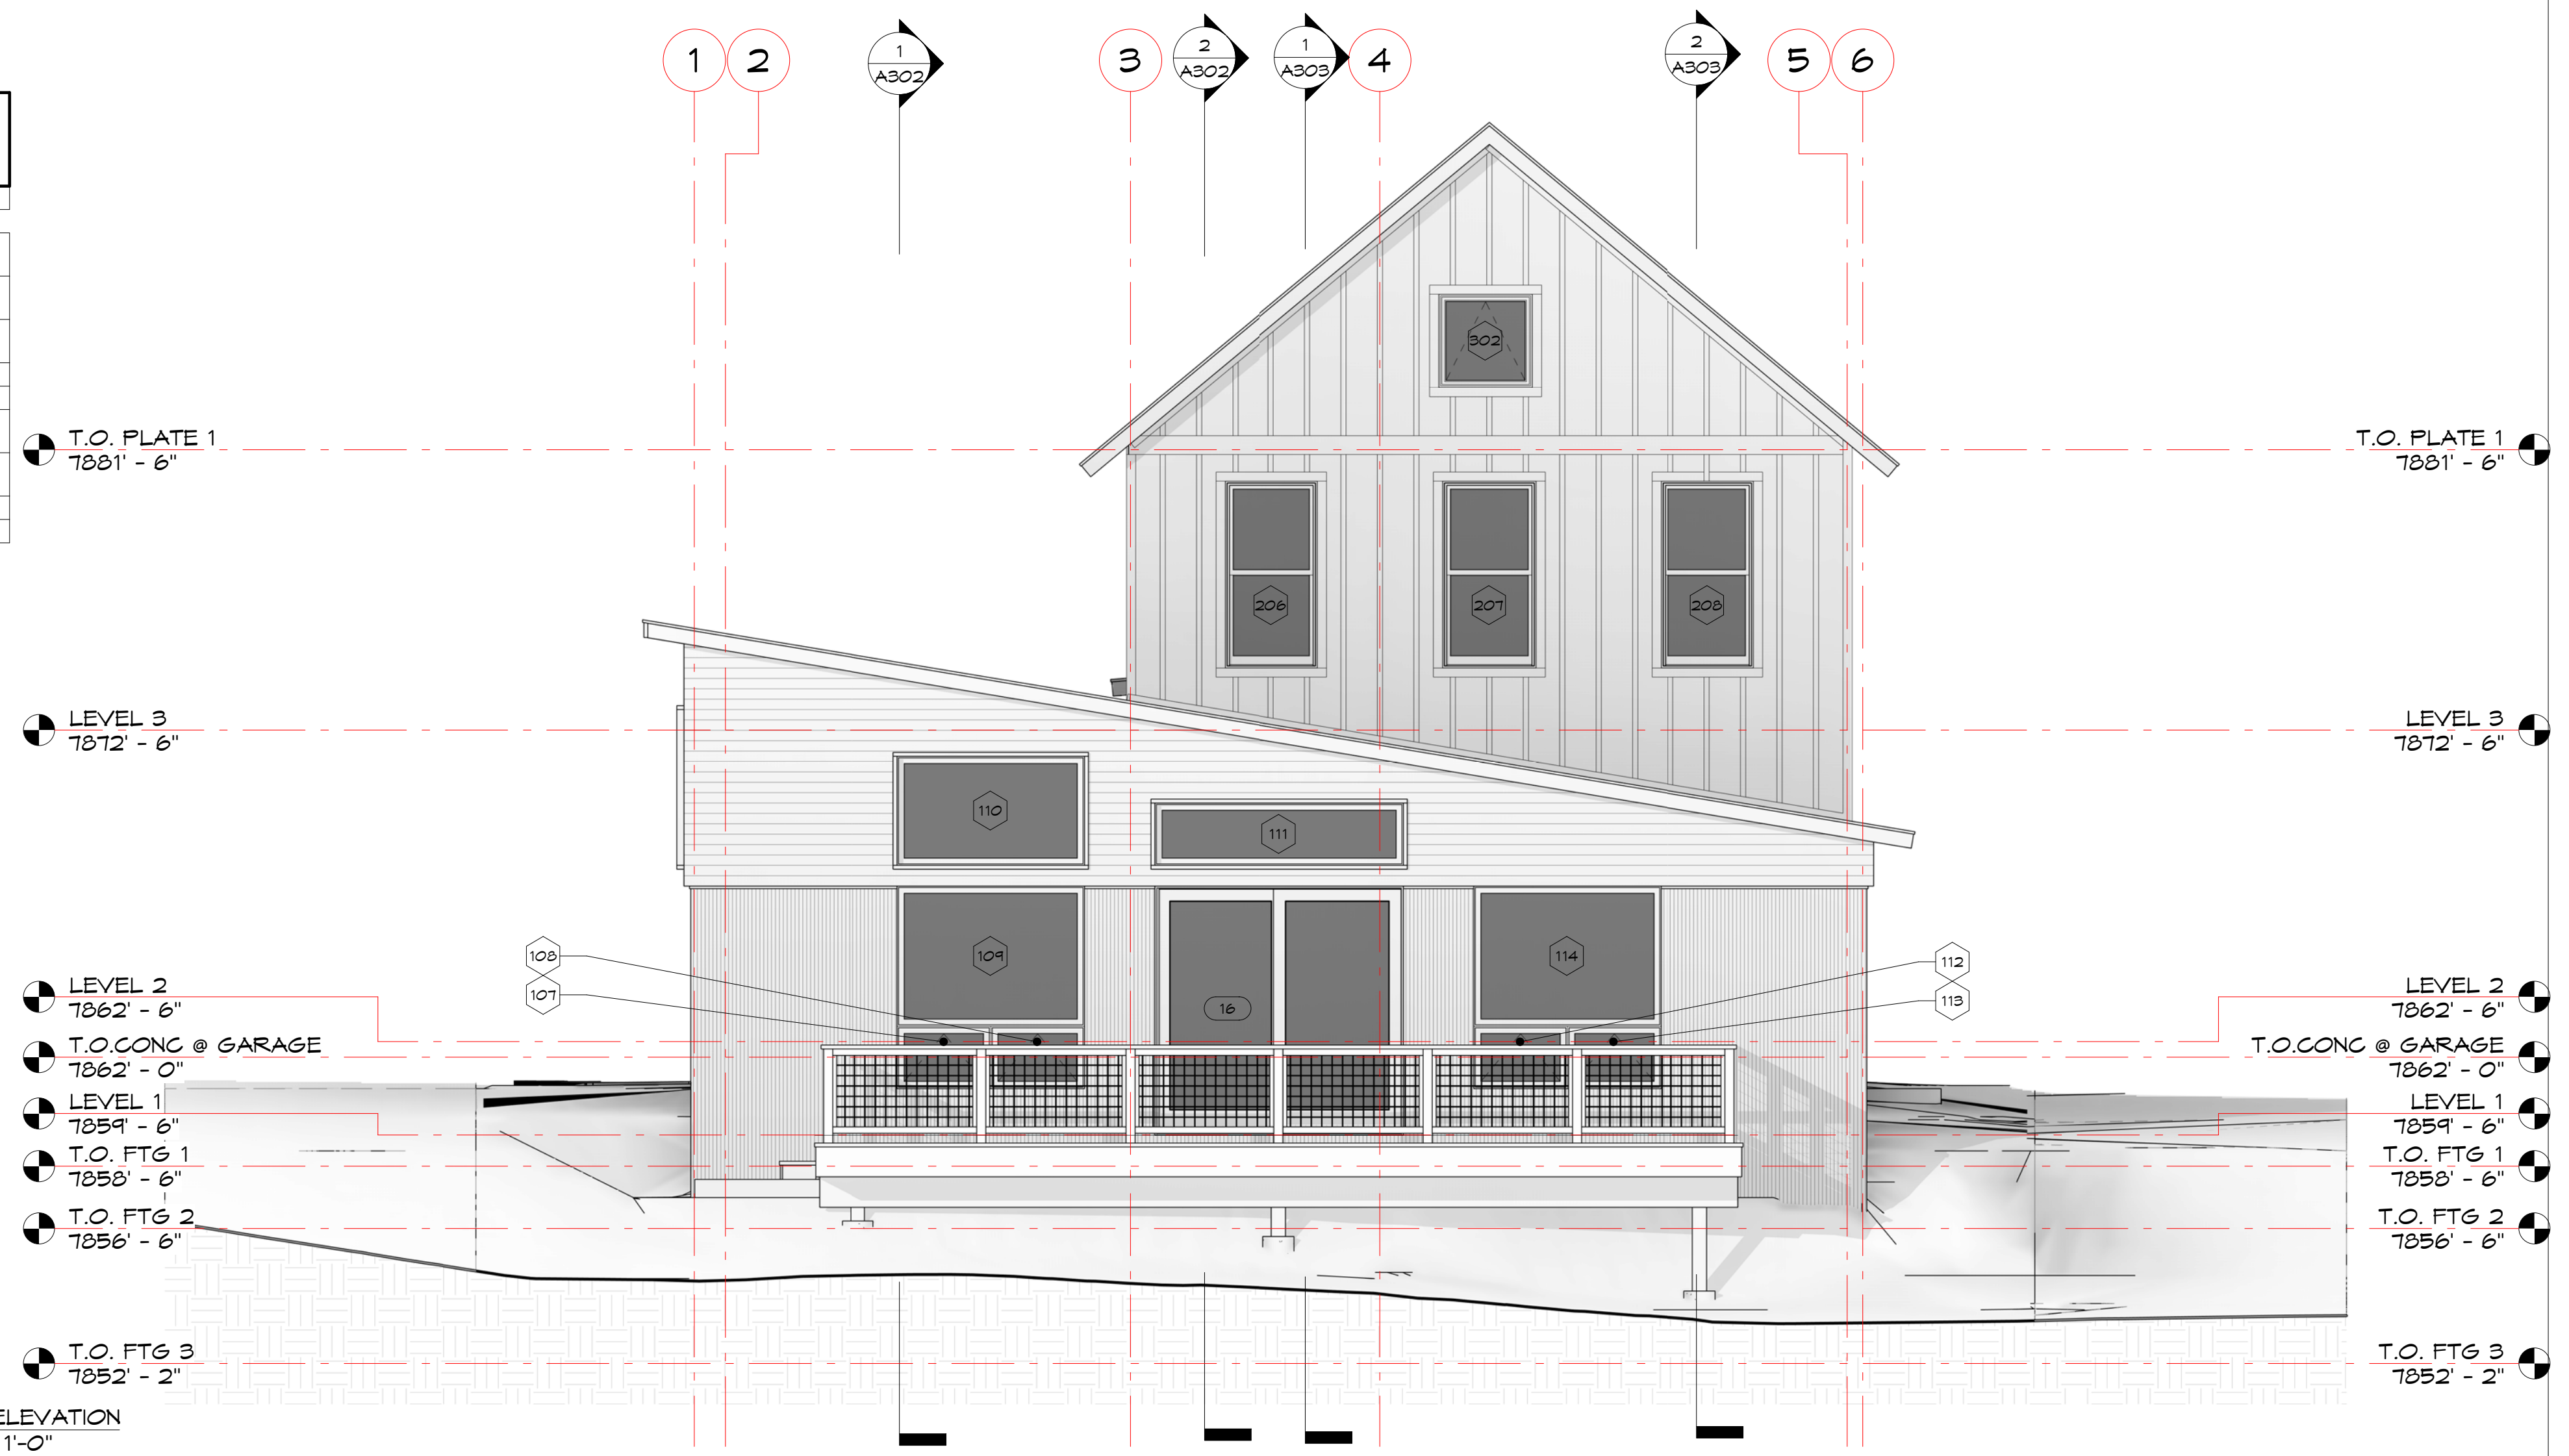 1
2
1
A302
3
2
A302
1
A303
4
2
A303
5
6
302
T.O. PLATE 1
7881' - 6"
T.O. PLATE 1
7881' - 6"
206
207
208
LEVEL 3
7872' - 6"
LEVEL 3
7872' - 6"
110
111
108
109
114
112
107
113
16
LEVEL 2
7862' - 6"
LEVEL 2
7862' - 6"
T.O.CONC @ GARAGE
7862' - 0"
T.O.CONC @ GARAGE
7862' - 0"
LEVEL 1
7859' - 6"
LEVEL 1
7859' - 6"
T.O. FTG 1
7858' - 6"
T.O. FTG 1
7858' - 6"
T.O. FTG 2
7856' - 6"
T.O. FTG 2
7856' - 6"
T.O. FTG 3
7852' - 2"
T.O. FTG 3
7852' - 2"
ELEVATION
1'-0"